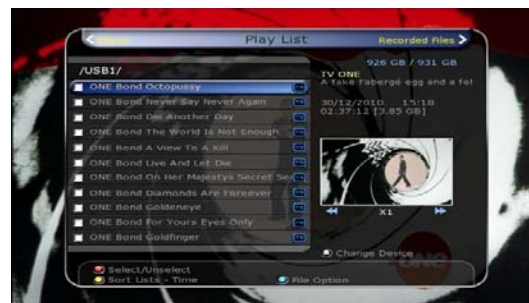 Play List
Recorded Files
926 GB / 931 GB
/USB1/
TV ONE
A fake Faberge egg and a fel
ONE Bond Octopussy
ONE Bond Never Say Never Again
30/12/2010 15:18
ONE Bond Die Another Day
02:37:12 [3.85 GB]
ONE Bond The World Is Not Enough
ONE Bond A View To A Kill
ONE Bond Live And Let Die
ONE Bond On Her Majestys Secret Ser
ONE Bond Diamonds Are Foreever
ONE Bond Goldeneye
X1
ONE Bond For Yours Eyes Only
ONE Bond Goldfinger
Change Device
ONE
Select/Unselect
Sort Lists - Time
File Option